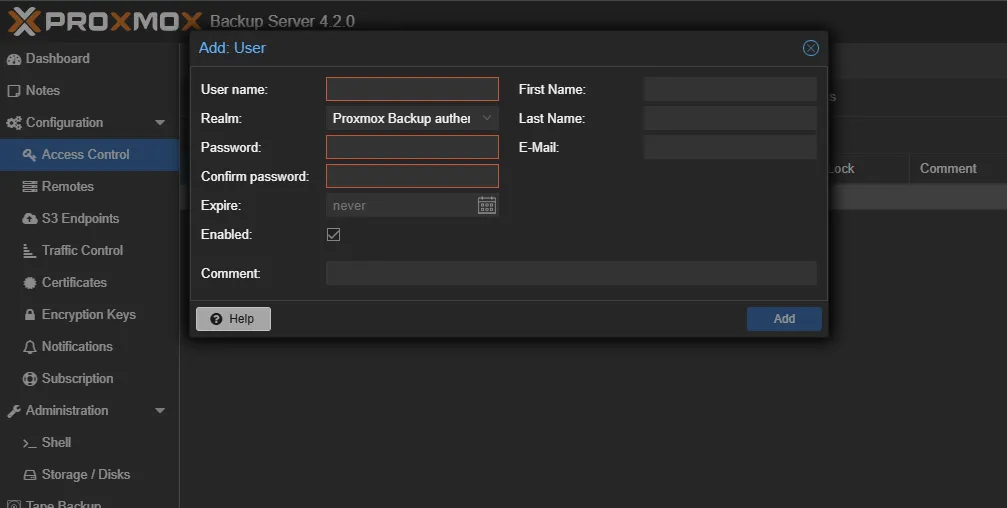 PROXMOX Backup Server 4.2.0
Dashboard
Notes
Configuration
Access Control
Remotes
S3 Endpoints
Traffic Control
Certificates
Encryption Keys
Notifications
Subscription
Administration
Shell
Storage / Disks
Tape Backup
Add: User
User name:
Realm: Proxmox Backup auther
Password:
Confirm password:
Expire: never
Enabled:
First Name:
Last Name:
E-Mail:
Comment:
Help
Add
Lock
Comment